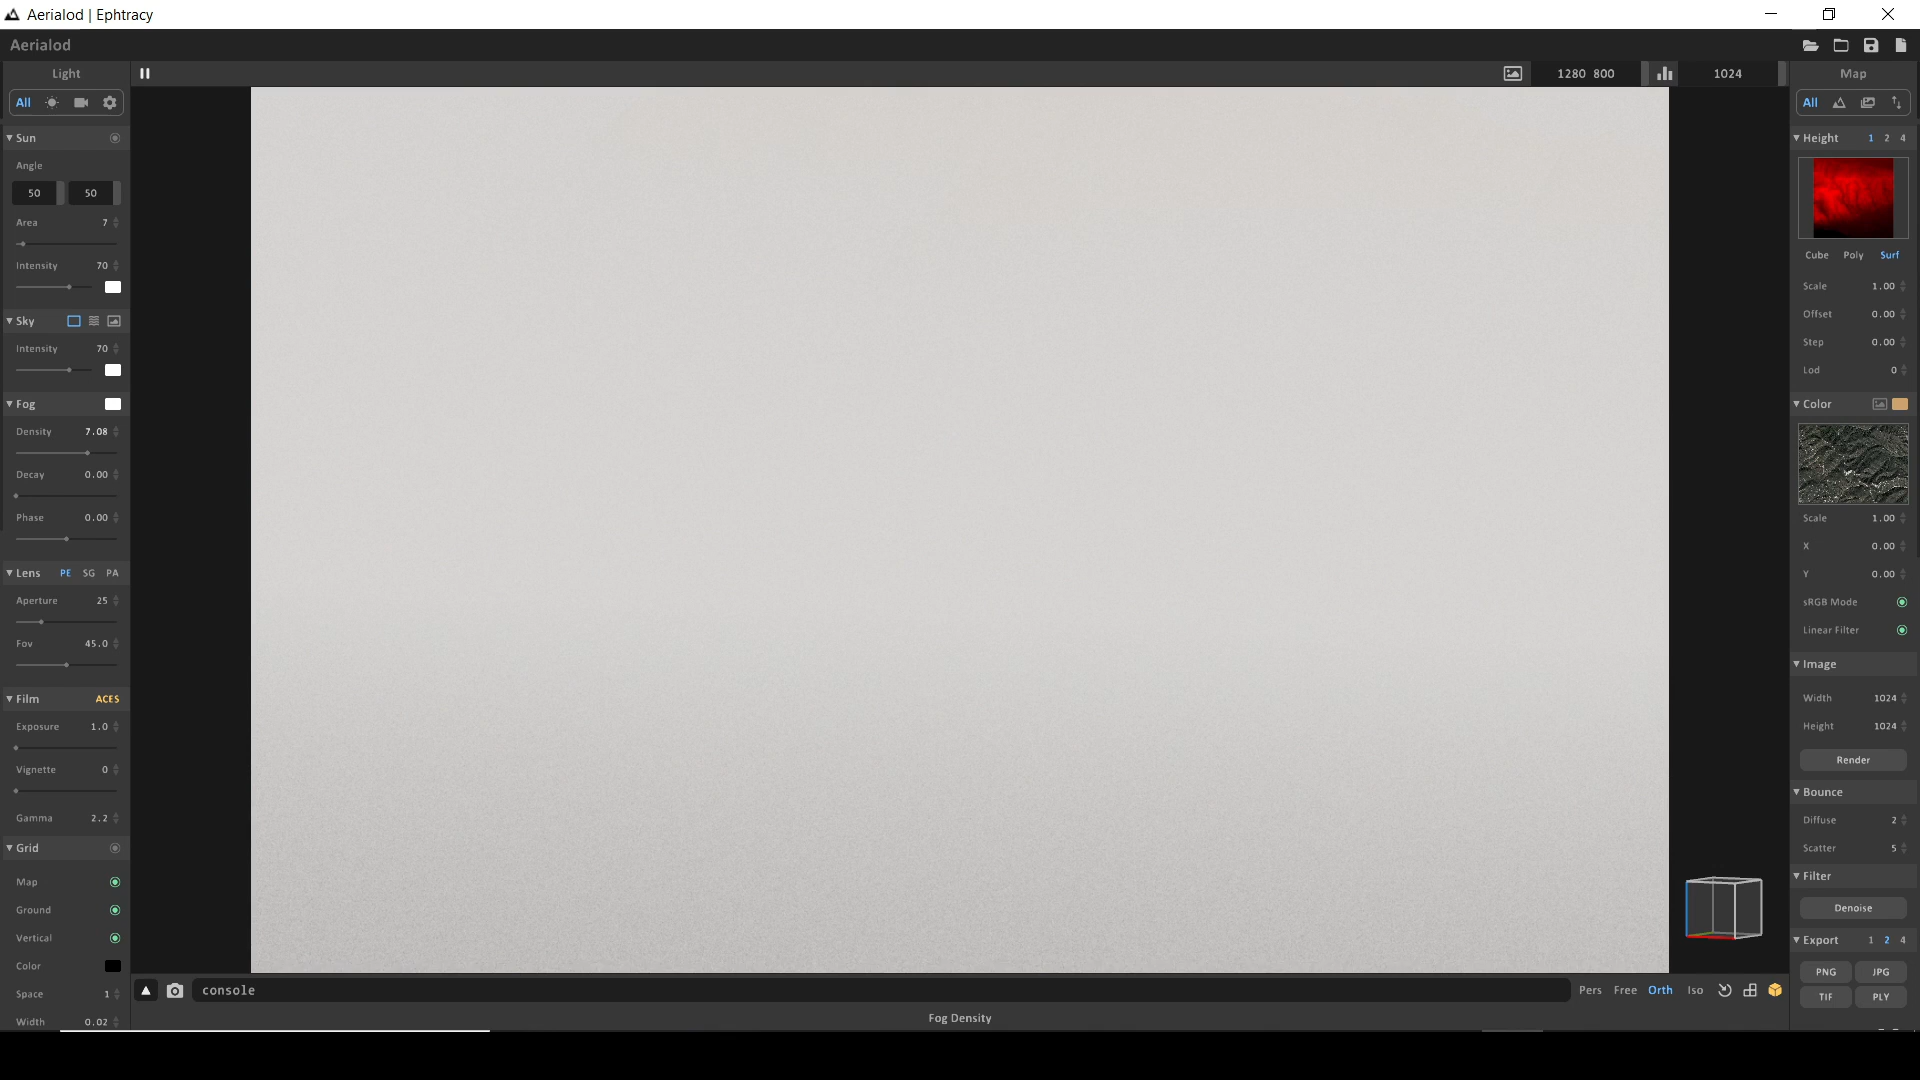 Aerialod | Ephtracy
Aerialod
Light
1280 800
1024
Map
All
All
Sun
Height 1 2 4
Angle
50 50
Area 7
Intensity 70
Cube Poly Surf
Scale 1.00
Offset 0.00
Step 0.00
Lod 0
Sky
Intensity 70
Fog
Color
Density 7.08
Decay 0.00
Phase 0.00
Scale 1.00
X 0.00
Y 0.00
sRGB Mode
Linear Filter
Lens PE SG PA
Aperture 25
Fov 45.0
Image
Film ACES
Width 1024
Exposure 1.0
Height 1024
Render
Vignette 0
Gamma 2.2
Bounce
Diffuse 2
Grid
Scatter 5
Map
Filter
Ground
Denoise
Vertical
Export 1 2 4
Color
PNG JPG
Space 1
TIF PLY
console
Pers Free Orth Iso
Width 0.02
Fog Density